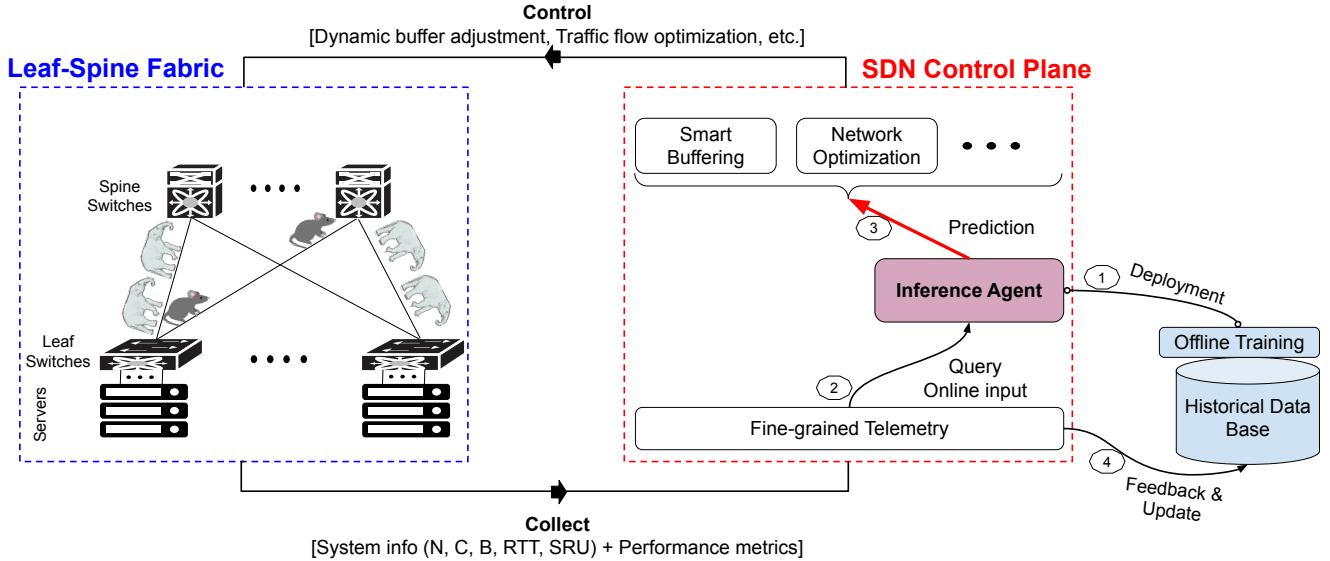 Control
[Dynamic buffer adjustment, Traffic flow optimization, etc.]
Leaf-Spine Fabric
SDN Control Plane
Smart
Buffering
Network
Optimization
Spine
Switches
3
Prediction
Inference Agent
1
Deployment
Offline Training
Historical Data
Base
Leaf
Switches
Servers
2
Query
Online input
Fine-grained Telemetry
4
Feedback &
Update
Collect
[System info (N, C, B, RTT, SRU) + Performance metrics]